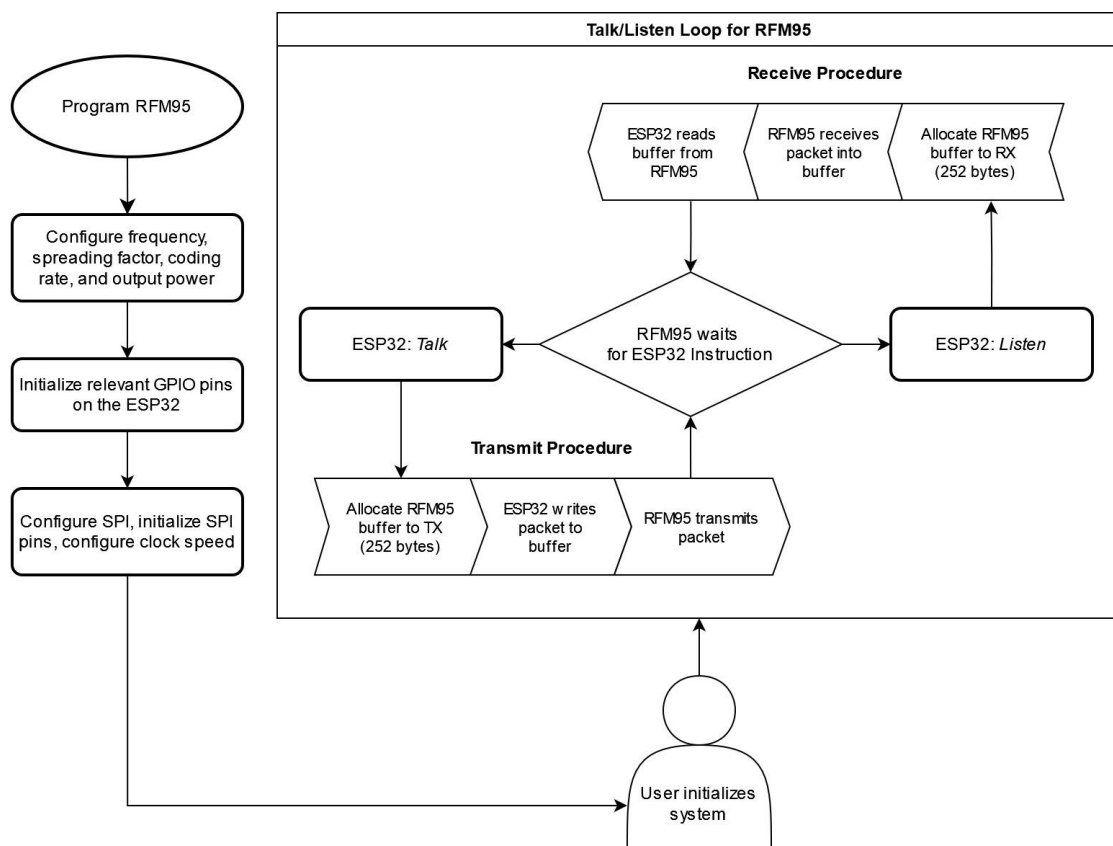 Talk/Listen Loop for RFM95
Program RFM95
Configure frequency,
spreading factor, coding
rate, and output power
Initialize relevant GPIO pins
on the ESP32
Configure SPI, initialize SPI
pins, configure clock speed
Receive Procedure
ESP32 reads
buffer from
RFM95
RFM95 receives
packet into
buffer
Allocate RFM95
buffer to RX
(252 bytes)
ESP32: Talk
RFM95 waits
for ESP32 Instruction
ESP32: Listen
Transmit Procedure
Allocate RFM95
buffer to TX
(252 bytes)
ESP32 writes
packet to
buffer
RFM95 transmits
packet
User initializes
system